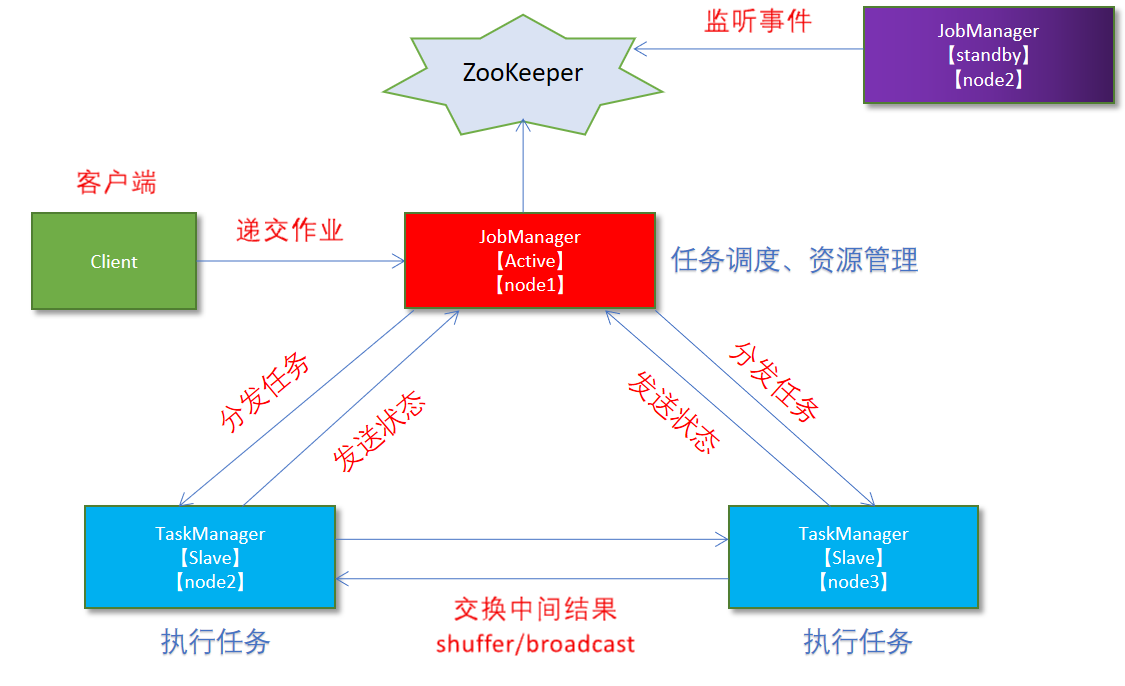 监听事件
JobManager
【standby】
【node2】
ZooKeeper
客户端
Client
递交作业
JobManager
【Active】
【node1】
任务调度、资源管理
分发任务
发送状态
发送状态
分发任务
TaskManager
【Slave】
【node2】
TaskManager
【Slave】
【node3】
交换中间结果
shuffer/broadcast
执行任务
执行任务